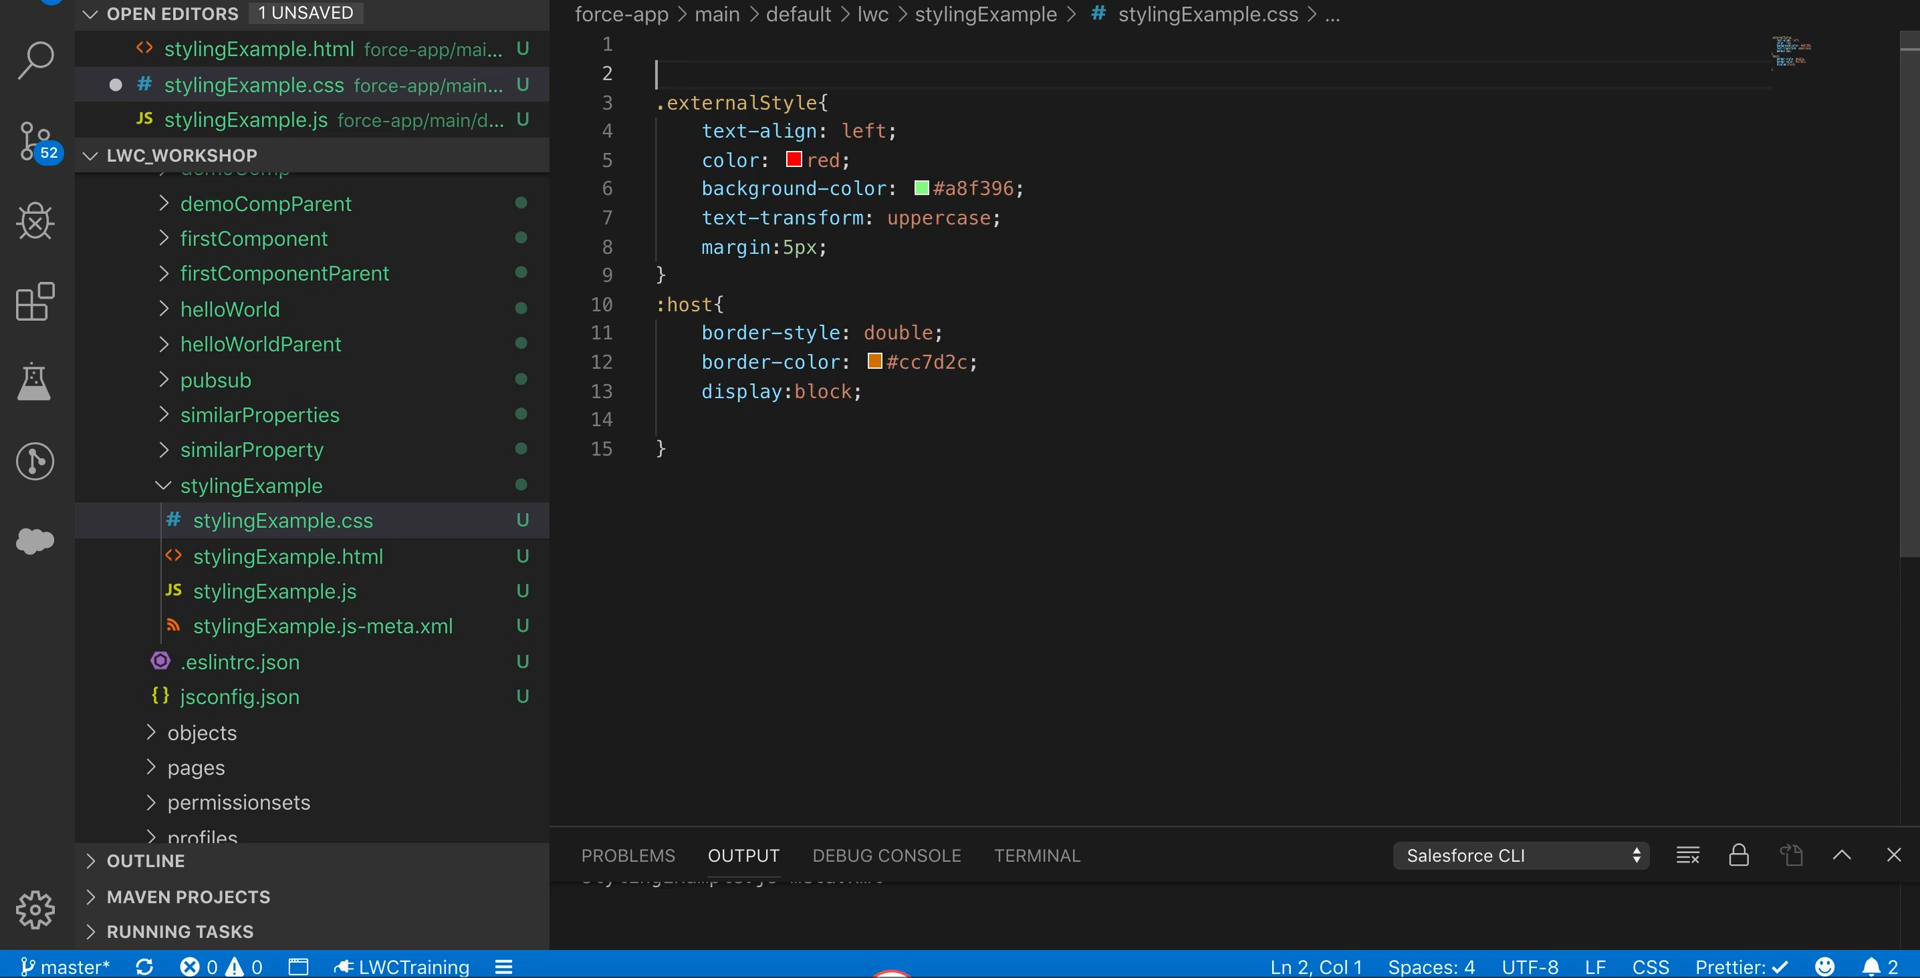 OPEN EDITORS 1 UNSAVED
<> stylingExample.html force-app/mai... U
# stylingExample.css force-app/main... U
JS stylingExample.js force-app/main/d... U
LWC_WORKSHOP
demoComp
demoCompParent
firstComponent
firstComponentParent
helloWorld
helloWorldParent
pubsub
similarProperties
similarProperty
stylingExample
# stylingExample.css U
<> stylingExample.html U
JS stylingExample.js U
stylingExample.js-meta.xml U
.eslintrc.json U
{} jsconfig.json U
objects
pages
permissionsets
profiles
OUTLINE
MAVEN PROJECTS
RUNNING TASKS
52
force-app > main > default > lwc > stylingExample > # stylingExample.css > ...
1
2
3 .externalStyle{
4 text-align: left;
5 color: red;
6 background-color: #a8f396;
7 text-transform: uppercase;
8 margin:5px;
9 }
10 :host{
11 border-style: double;
12 border-color: #cc7d2c;
13 display:block;
14
15 }
PROBLEMS OUTPUT DEBUG CONSOLE TERMINAL Salesforce CLI
master* 0 0 LWCTraining Ln 2, Col 1 Spaces: 4 UTF-8 LF CSS Prettier: ✓ 2